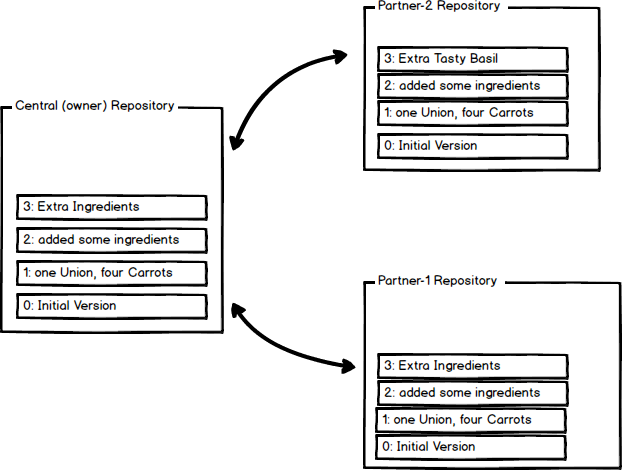 Partner-2 Repository
3: Extra Tasty Basil
2: added some ingredients
1: one Union, four Carrots
0: Initial Version
Central (owner) Repository
3: Extra Ingredients
2: added some ingredients
1: one Union, four Carrots
0: Initial Version
Partner-1 Repository
3: Extra Ingredients
2: added some ingredients
1: one Union, four Carrots
0: Initial Version